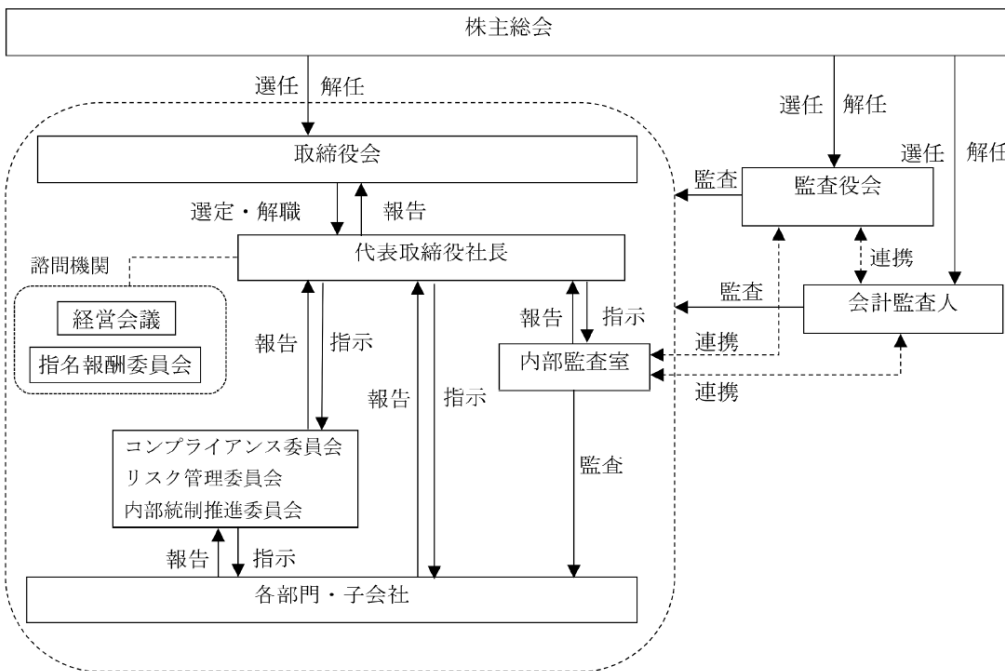 株主総会
選任 解任
選任 解任
選任 解任
取締役会
監査
監査役会
選定・解職 報告
連携
代表取締役社長
諮問機関
経営会議
指名報酬委員会
監査
会計監査人
報告 指示
報告 指示
報告 指示
内部監査室
連携
連携
コンプライアンス委員会
リスク管理委員会
内部統制推進委員会
監査
報告 指示
各部門・子会社